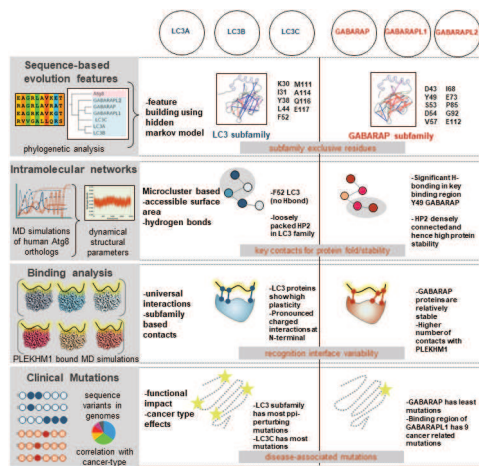 LC3A LC3B LC3C GABARAP GABARAPL1 GABARAPL2
Sequence-based
evolution features
EAGRLAVRET
Atg8
GABARAPL2
GABARAP
GABARAPL1
LC3C
LC3A
LC3B
phylogenetic analysis
-feature
building using
hidden
markov model
K30 M111
I31 A114
Y38 Q116
L44 E117
F52
LC3 subfamily
D43 I68
Y49 E73
S53 P85
D54 G92
V57 E112
GABARAP subfamily
subfamily exclusive residues
Intramolecular networks
MD simulations
of human Atg8
orthologs
dynamical
structural
parameters
Microcluster based
-accessible surface
area
-hydrogen bonds
-F52 LC3
(no Hbond)
-loosely
packed HP2
in LC3 family
-Significant H-
bonding in key
binding region
Y49 GABARAP
-HP2 densely
connected and
hence high protein
stability
key contacts for protein fold/stability
Binding analysis
PLEKHM1 bound MD simulations
-universal
interactions
-subfamily
based
contacts
-LC3 proteins
show high
plasticity
-Pronounced
charged
interactions at
N-terminal
-GABARAP
proteins are
relatively
stable
-Higher
number of
contacts with
PLEKHM1
recognition interface variability
Clinical Mutations
sequence
variants in
genomes
correlation with
cancer-type
-functional
impact
-cancer type
effects
-LC3 subfamily
has most ppi-
perturbing
mutations
-LC3C has most
mutations
-GABARAP has least
mutations
-Binding region of
GABARAPL1 has 9
cancer related
mutations
disease-associated mutations